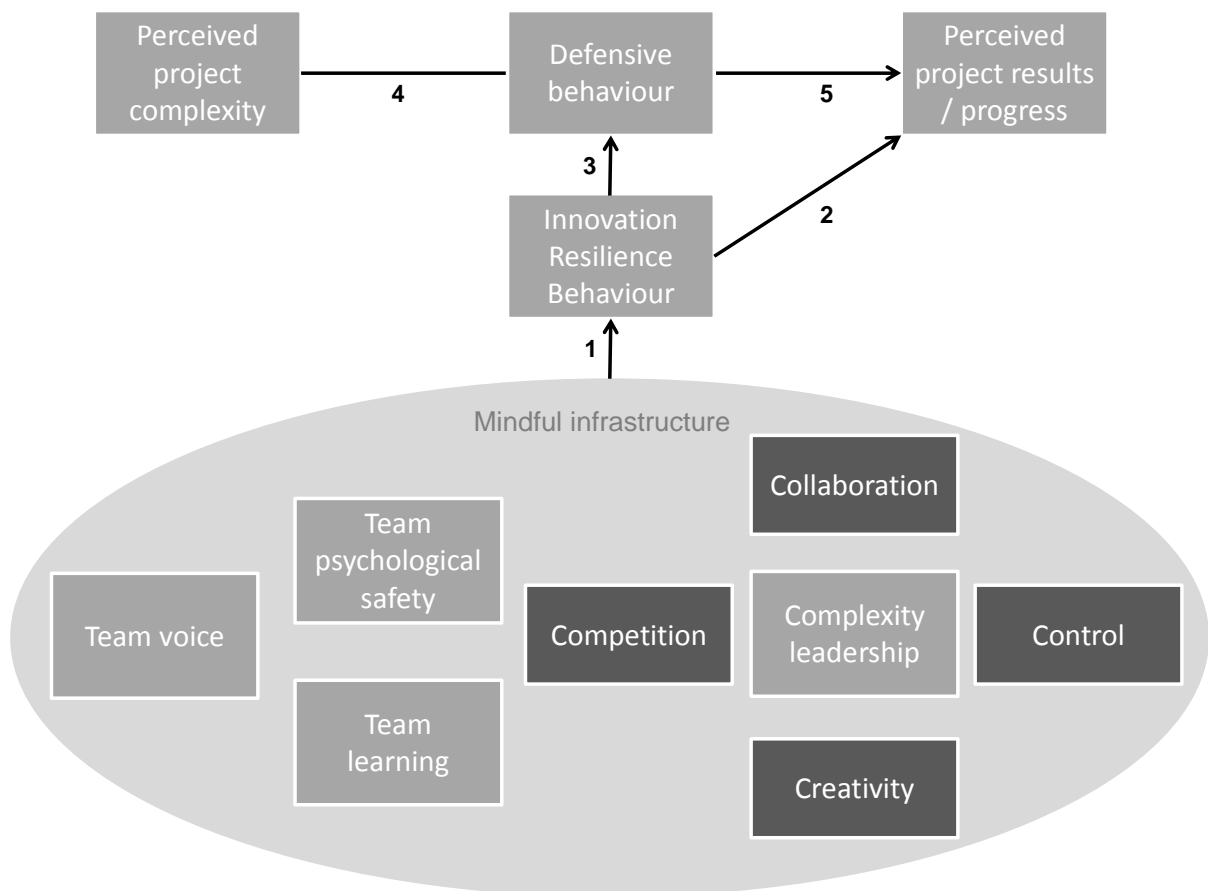 Perceived
project
complexity
4
Defensive
behaviour
5
Perceived
project results
/ progress
3
2
Innovation
Resilience
Behaviour
1
Mindful infrastructure
Collaboration
Team
psychological
safety
Team voice
Competition
Complexity
leadership
Control
Team
learning
Creativity